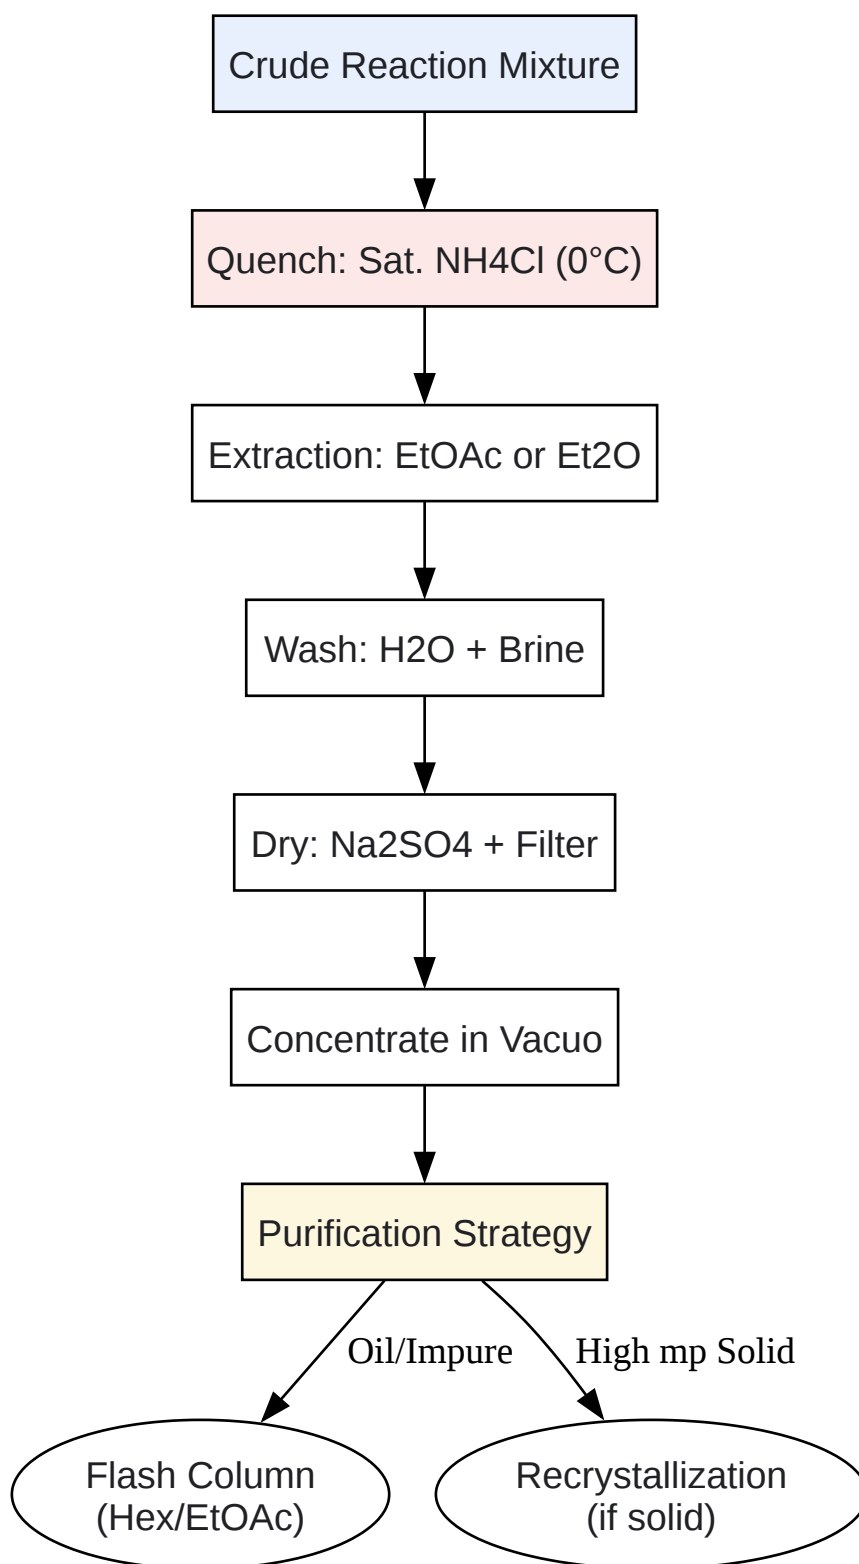 Crude Reaction Mixture
Quench: Sat. NH4Cl (0°C)
Extraction: EtOAc or Et2O
Wash: H2O + Brine
Dry: Na2SO4 + Filter
Concentrate in Vacuo
Purification Strategy
Oil/Impure
High mp Solid
Flash Column
(Hex/EtOAc)
Recrystallization
(if solid)